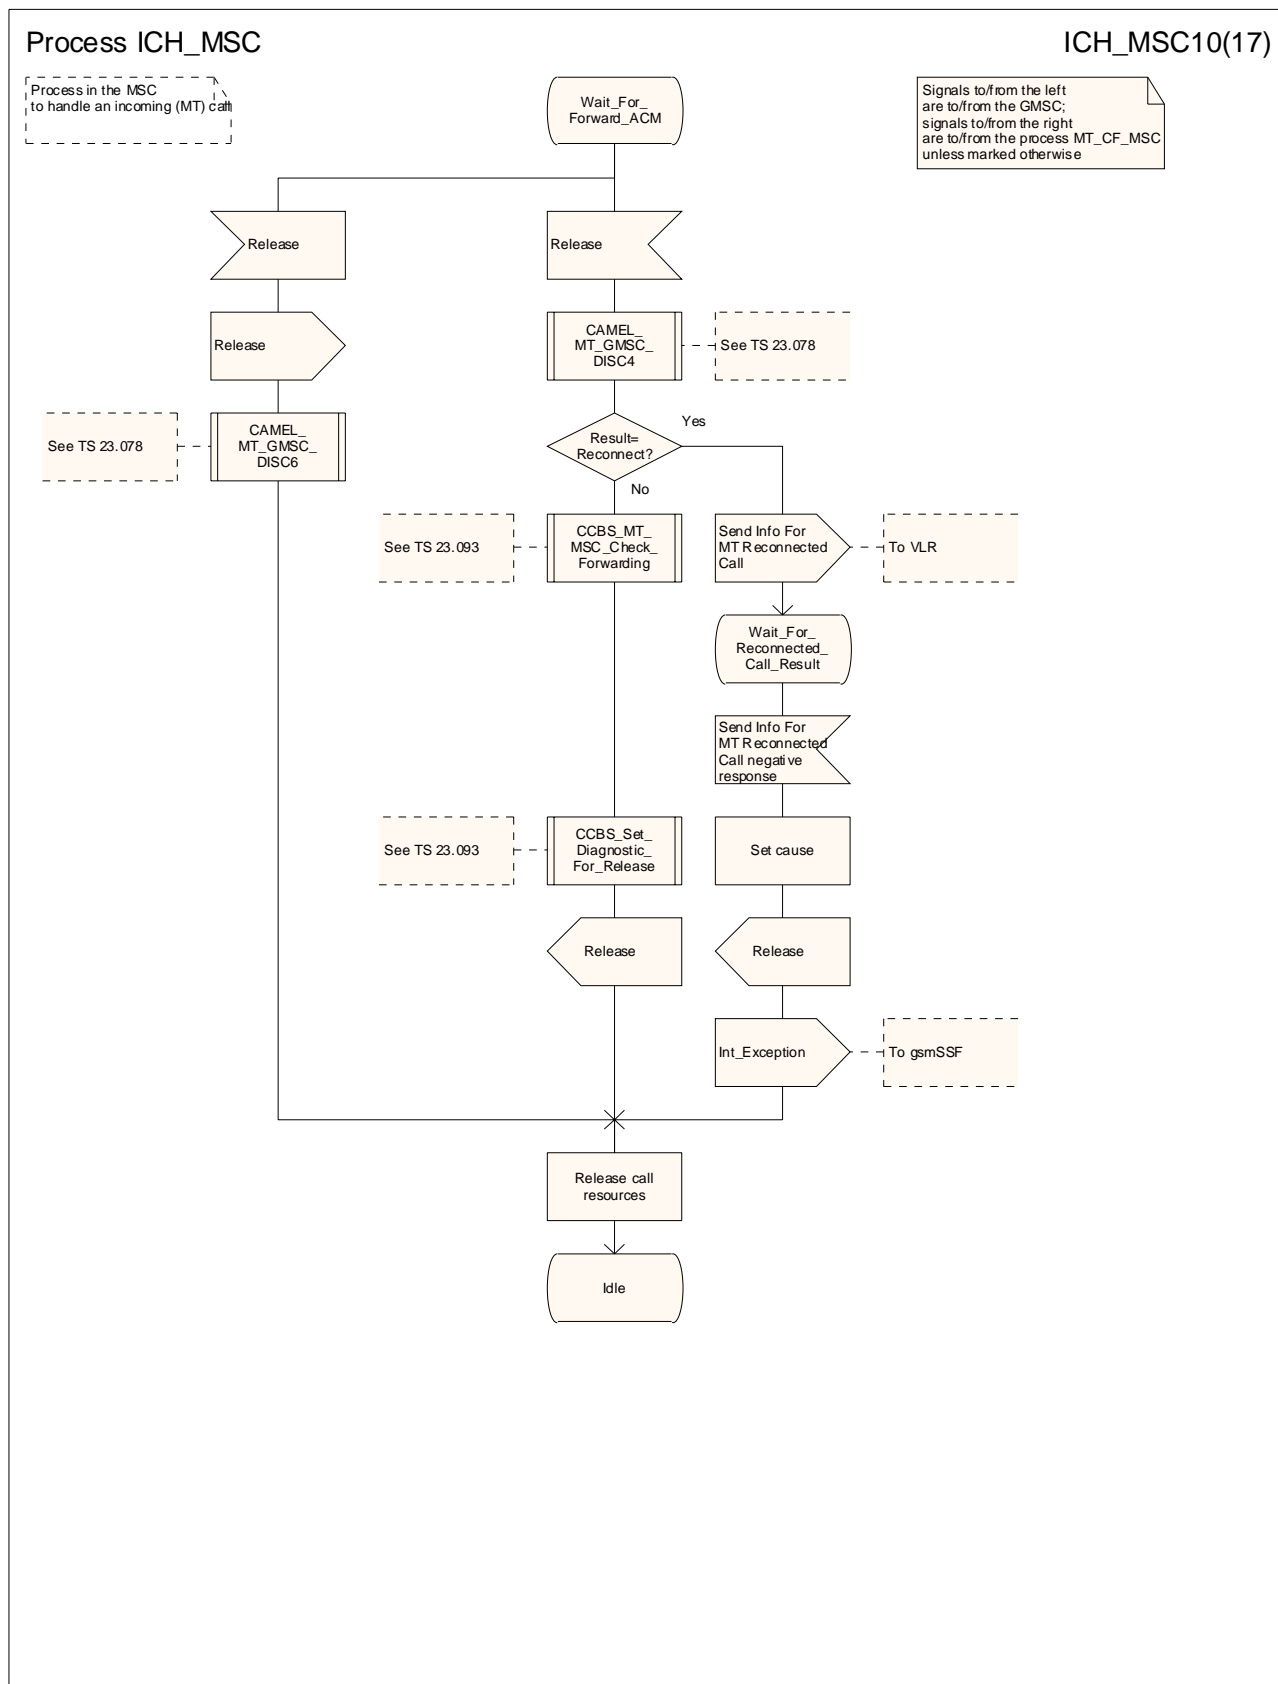 Process ICH_MSC
ICH_MSC10(17)
Process in the MSC
to handle an incoming (MT) call
Signals to/from the left
are to/from the GMSC;
signals to/from the right
are to/from the process MT_CF_MSC
unless marked otherwise
Wait_For_
Forward_ACM
Release
Release
Release
CAMEL_
MT_GMSC_
DISC4
See TS 23.078
See TS 23.078
CAMEL_
MT_GMSC_
DISC6
Result=
Reconnect?
Yes
No
See TS 23.093
CCBS_MT_
MSC_Check_
Forwarding
Send Info For
MT Reconnected
Call
To VLR
Wait_For_
Reconnected_
Call_Result
Send Info For
MT Reconnected
Call negative
response
See TS 23.093
CCBS_Set_
Diagnostic_
For_Release
Set cause
Release
Release
Int_Exception
To gsmSSF
Release call
resources
Idle